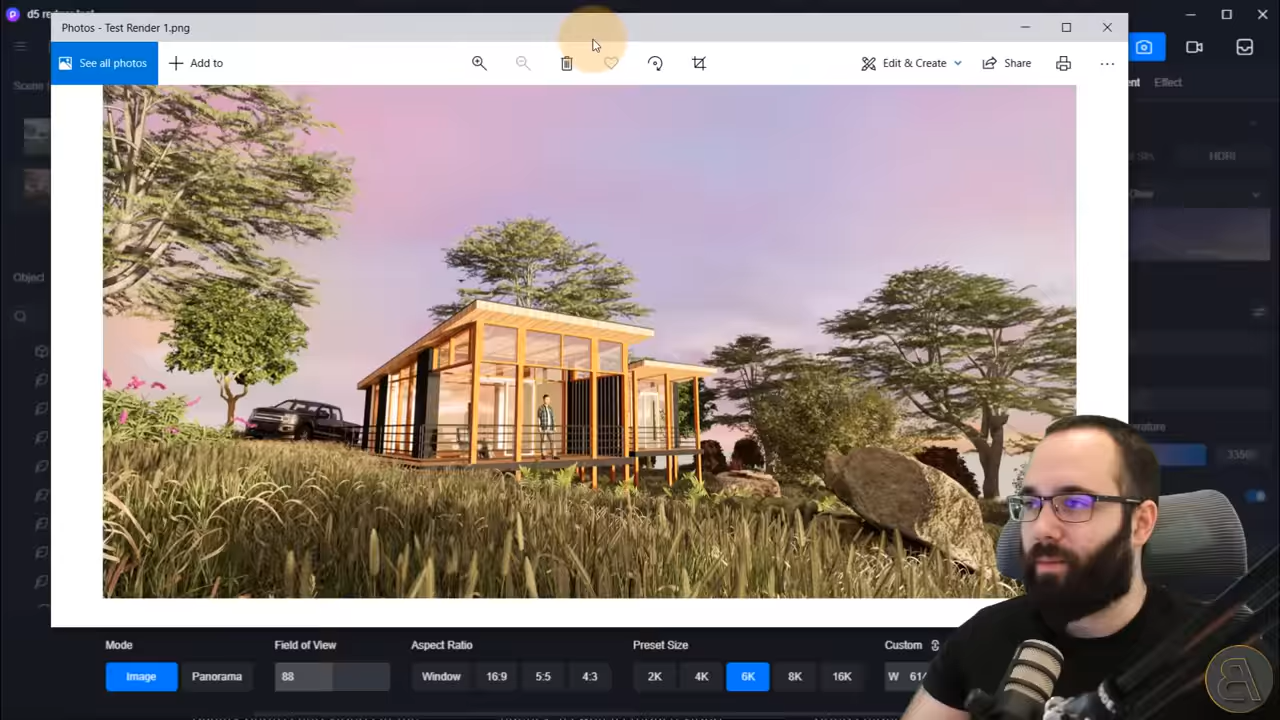 Photos - Test Render 1.png
See all photos
Add to
Edit & Create
Share
Effect
Scene
HDRI
Object
Mode
Field of View
Aspect Ratio
Preset Size
Custom
Image
Panorama
88
Window
16:9
5:5
4:3
2K
4K
6K
8K
16K
W